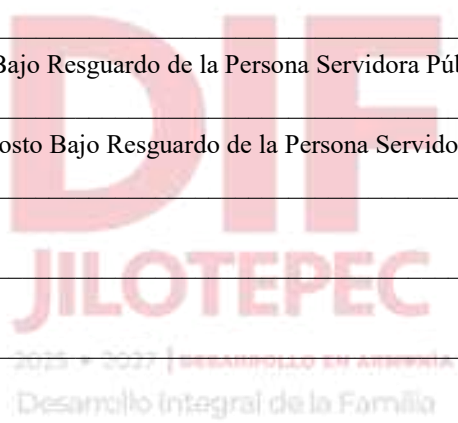 Bajo Resguardo de la Persona Servidora Púb
osto Bajo Resguardo de la Persona Servido
DIF
JILOTEPEC
2025 • 2027 | DESARROLLO EN ARMONÍA
Desarrollo Integral de la Familia